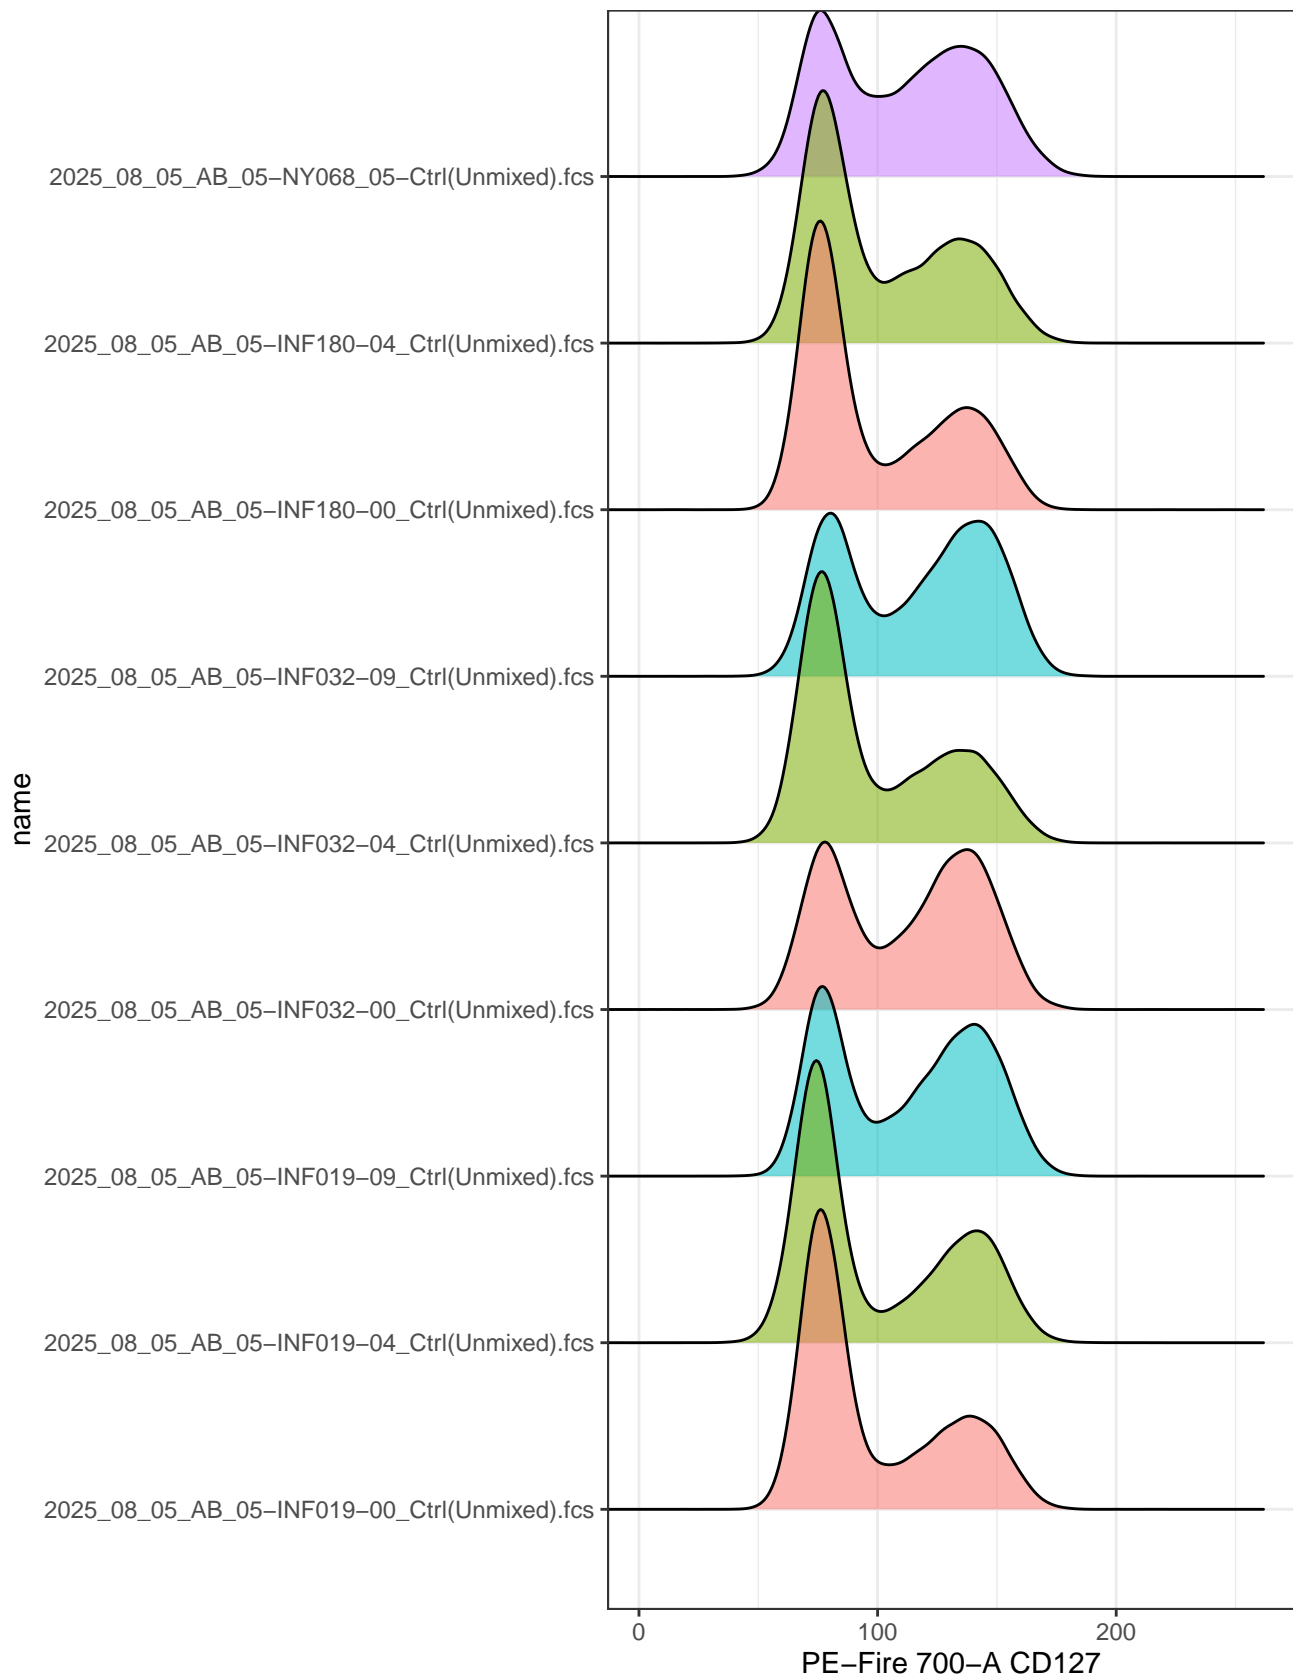 2025_08_05_AB_05−NY068_05−Ctrl(Unmixed).fcs
2025_08_05_AB_05−INF180−04_Ctrl(Unmixed).fcs
2025_08_05_AB_05−INF180−00_Ctrl(Unmixed).fcs
2025_08_05_AB_05−INF032−09_Ctrl(Unmixed).fcs
name
2025_08_05_AB_05−INF032−04_Ctrl(Unmixed).fcs
2025_08_05_AB_05−INF032−00_Ctrl(Unmixed).fcs
2025_08_05_AB_05−INF019−09_Ctrl(Unmixed).fcs
2025_08_05_AB_05−INF019−04_Ctrl(Unmixed).fcs
2025_08_05_AB_05−INF019−00_Ctrl(Unmixed).fcs
0 100 200
PE−Fire 700−A CD127